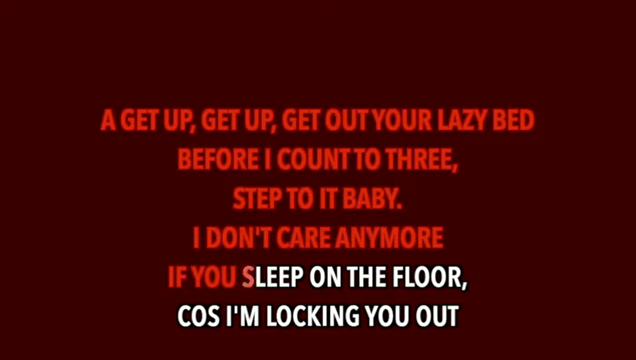 A GET UP, GET UP, GET OUT YOUR LAZY BED
BEFORE I COUNT TO THREE,
STEP TO IT BABY.
I DON'T CARE ANYMORE
IF YOU SLEEP ON THE FLOOR,
COS I'M LOCKING YOU OUT